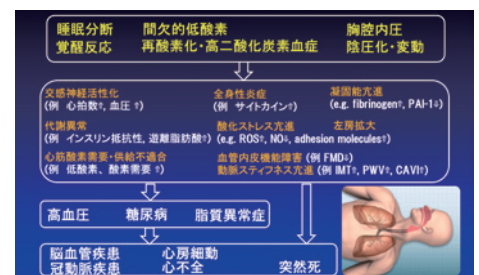 睡眠分断 間欠的低酸素 胸腔内圧
覚醒反応 再酸素化・高二酸化炭素血症 陰圧化・変動
交感神経活性化 全身性炎症 凝固能亢進
(例 心拍数↑, 血圧 ↑) (例 サイトカイン↑) (e.g. fibrinogen↑, PAI-1↓)
代謝異常 酸化ストレス亢進 左房拡大
(例 インスリン抵抗性, 遊離脂肪酸↑) (e.g. ROS↑, NO↓, adhesion molecules↑)
心筋酸素需要・供給不適合 血管内皮機能障害 (例 FMD↓)
(例 低酸素、酸素需要 ↑) 動脈スティフネス亢進 (例 IMT↑, PWV↑, CAVI↑)
高血圧 糖尿病 脂質異常症
脳血管疾患 心房細動
冠動脈疾患 心不全 突然死